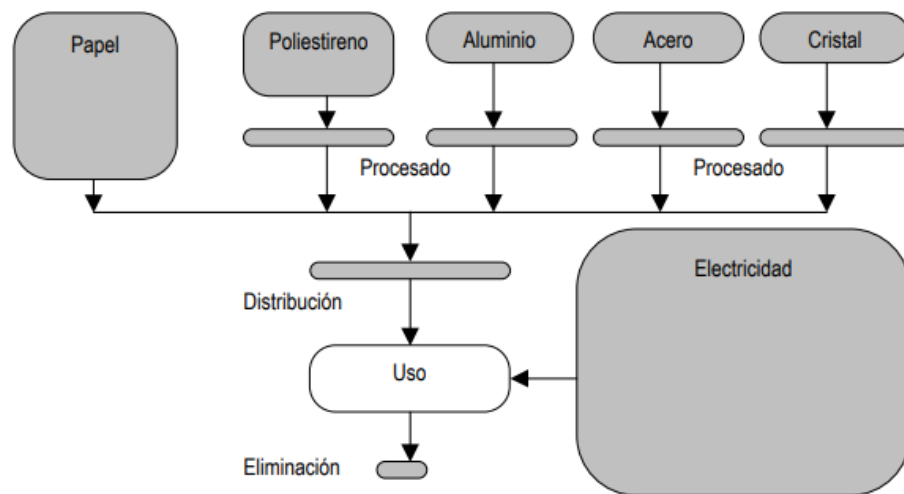 Papel
Poliestireno
Aluminio
Acero
Cristal
Procesado
Procesado
Electricidad
Distribución
Uso
Eliminación